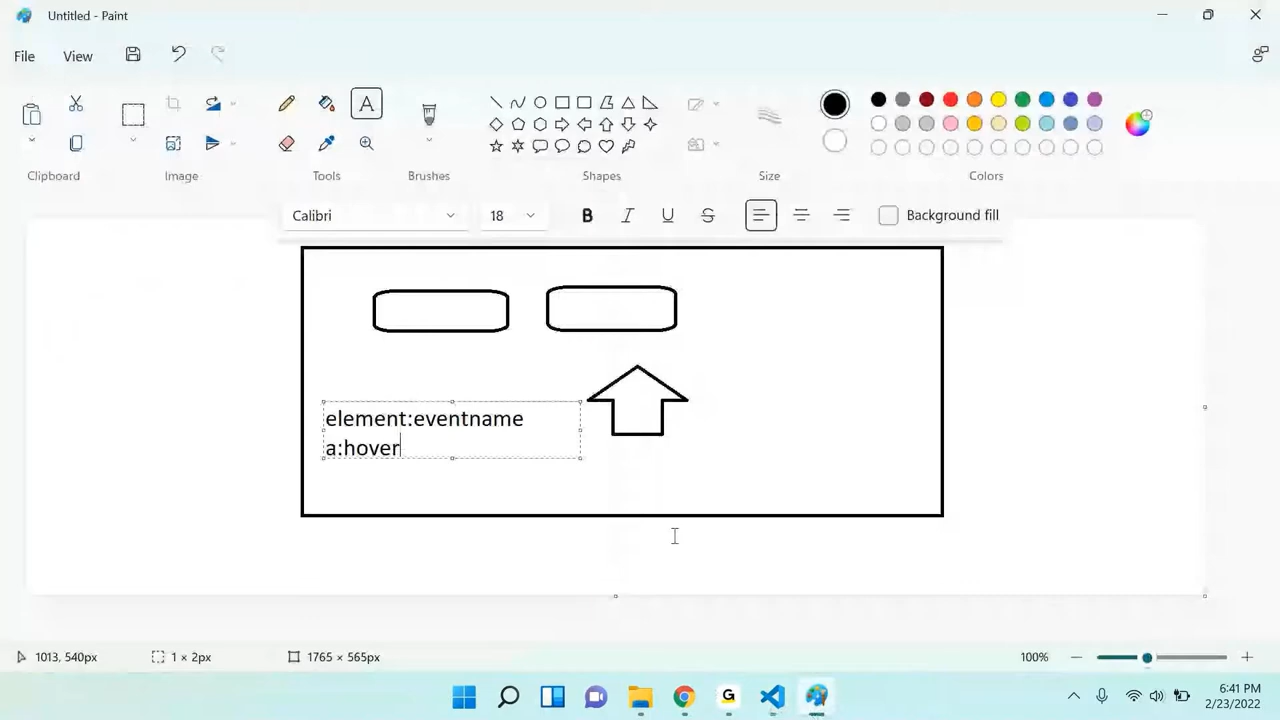 Untitled - Paint
File View
Clipboard Image Tools Brushes Shapes Size Colors
Calibri 18 B I U S Background fill
element:eventname
a:hover
1013, 540px 1 × 2px 1765 × 565px 100%
G
6:41 PM
2/23/2022